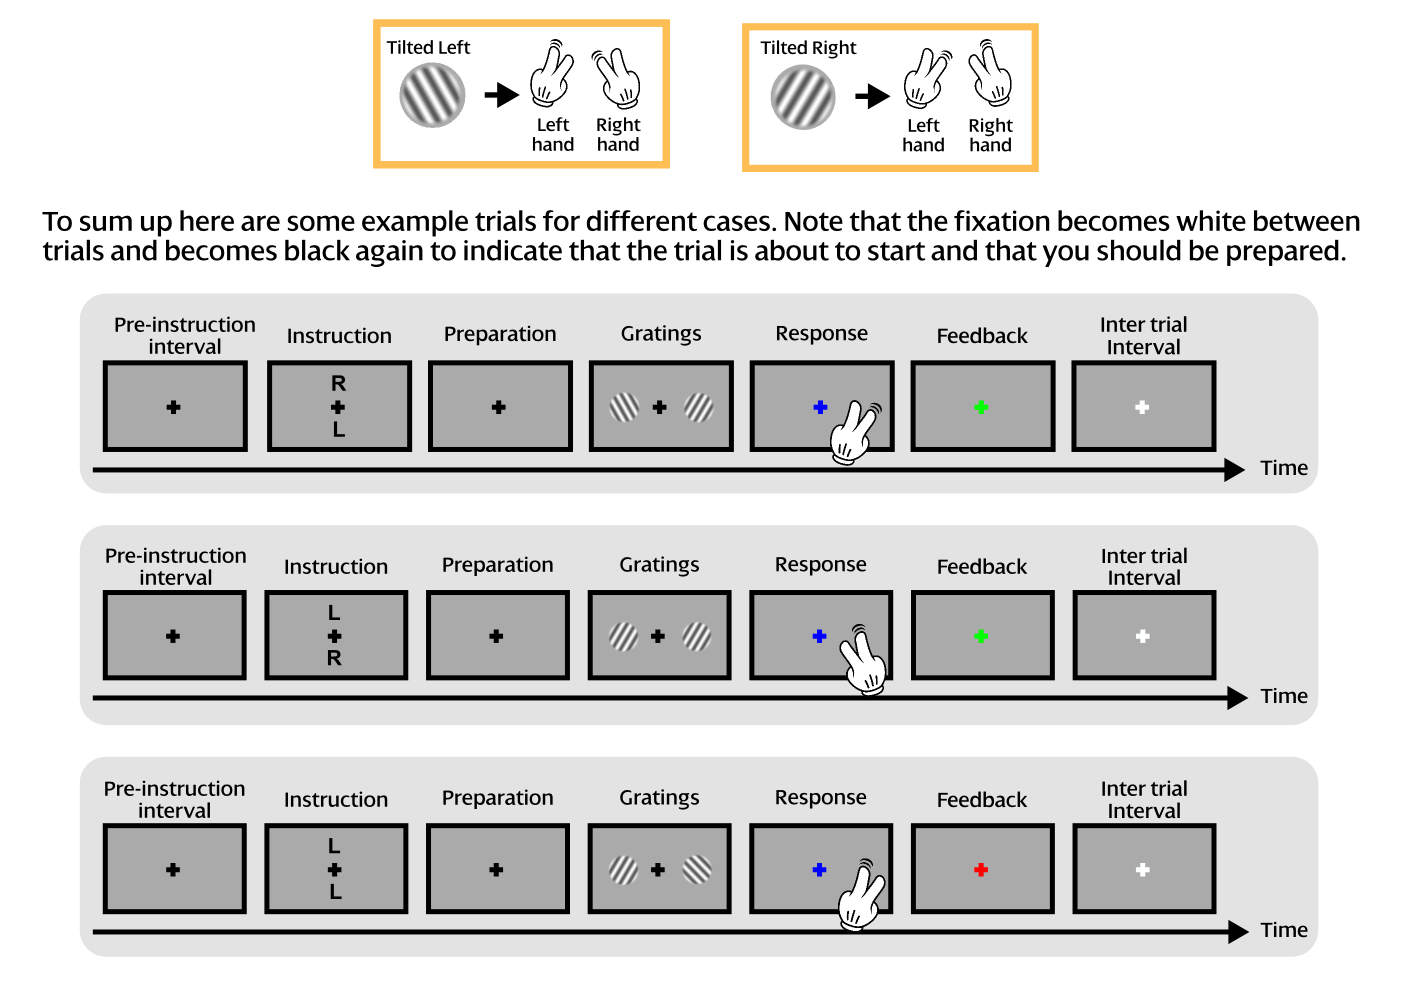 Tilted Left
Left
hand
Right
hand
Tilted Right
Left
hand
Right
hand
To sum up here are some example trials for different cases. Note that the fixation becomes white between
trials and becomes black again to indicate that the trial is about to start and that you should be prepared.
Pre-instruction
interval
Instruction
Preparation
Gratings
Response
Feedback
Inter trial
Interval
R
L
Time
Pre-instruction
interval
Instruction
Preparation
Gratings
Response
Feedback
Inter trial
Interval
L
R
Time
Pre-instruction
interval
Instruction
Preparation
Gratings
Response
Feedback
Inter trial
Interval
L
L
Time